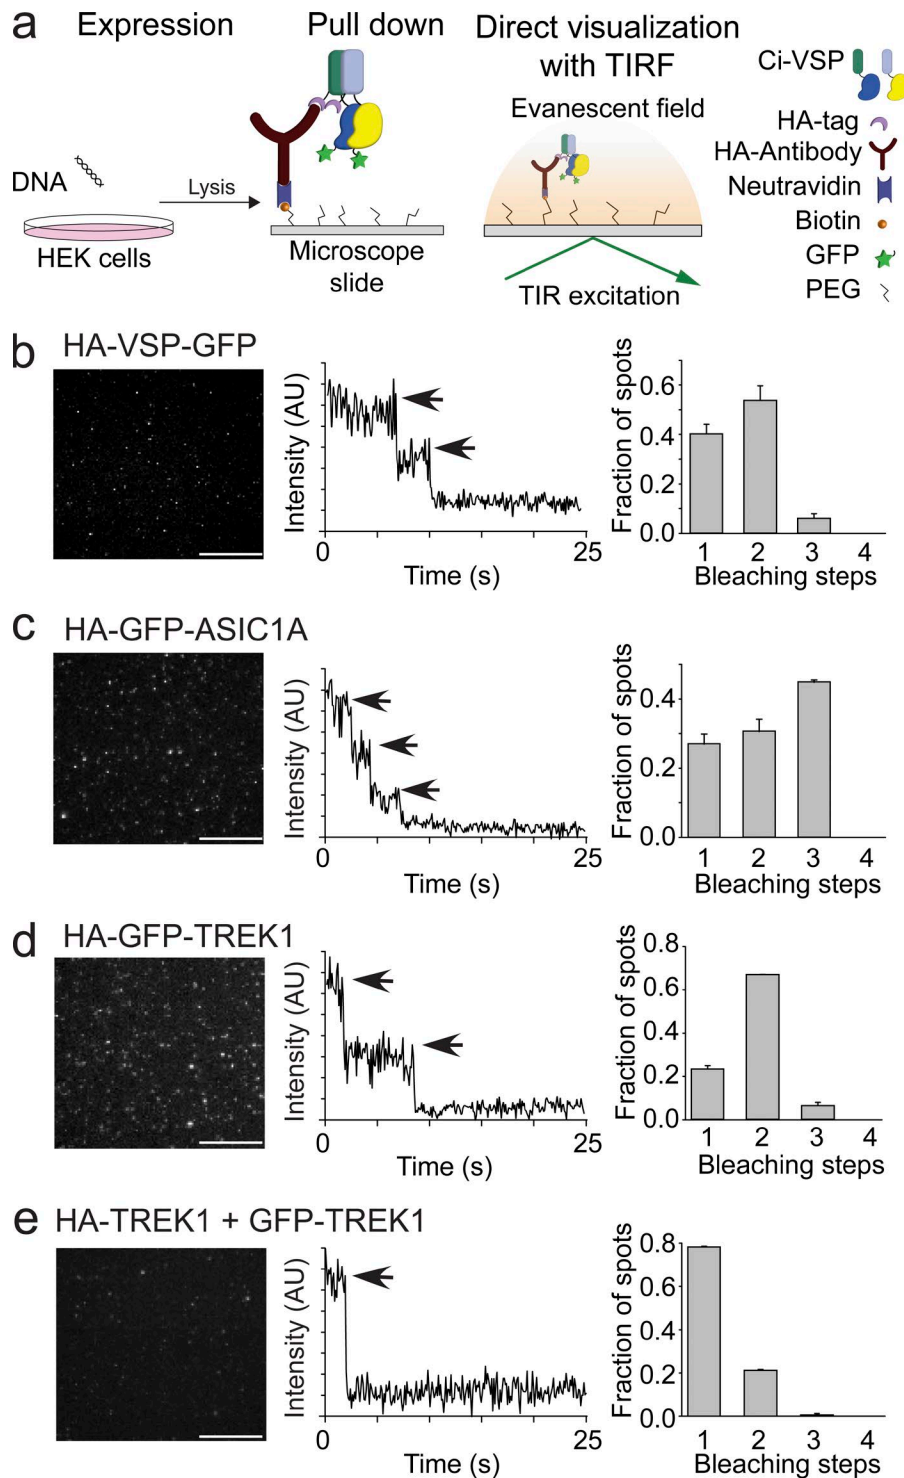 a
Expression
Pull down
Direct visualization
with TIRF
Evanescent field
DNA
Lysis
HEK cells
Microscope
slide
TIR excitation
Ci-VSP
HA-tag
HA-Antibody
Neutravidin
Biotin
GFP
PEG
b
HA-VSP-GFP
Intensity (AU)
0
25
Time (s)
Fraction of spots
0.6
0.4
0.2
0.0
1 2 3 4
Bleaching steps
c
HA-GFP-ASIC1A
Intensity (AU)
0
25
Time (s)
Fraction of spots
0.4
0.2
0.0
1 2 3 4
Bleaching steps
d
HA-GFP-TREK1
Intensity (AU)
0
25
Time (s)
Fraction of spots
0.8
0.6
0.4
0.2
0.0
1 2 3 4
Bleaching steps
e
HA-TREK1 + GFP-TREK1
Intensity (AU)
0
25
Time (s)
Fraction of spots
0.8
0.6
0.4
0.2
0.0
1 2 3 4
Bleaching steps